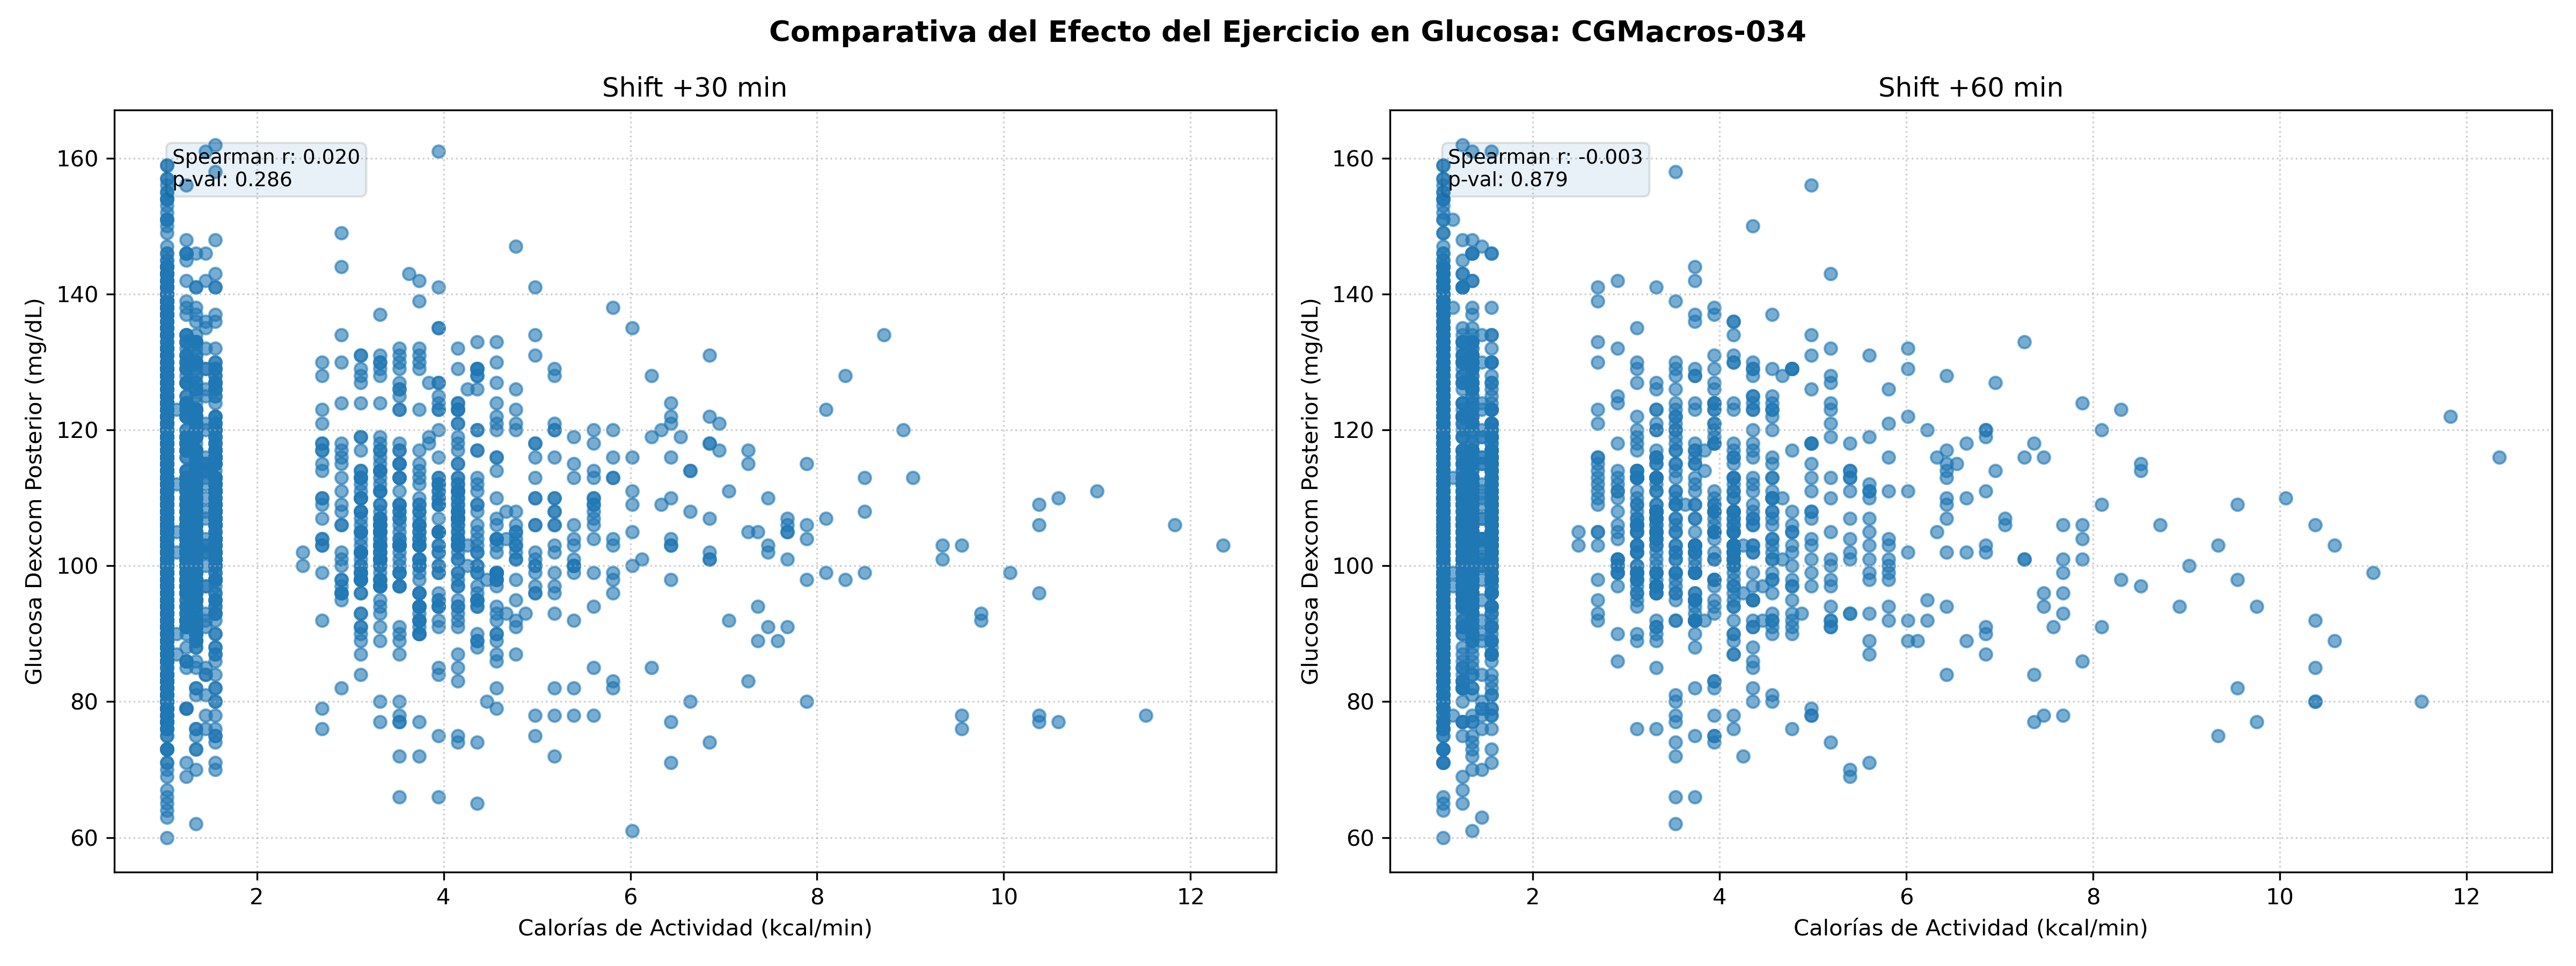 Comparativa del Efecto del Ejercicio en Glucosa: CGMacros-034
Shift +30 min
Spearman r: 0.020
p-val: 0.286
Glucosa Dexcom Posterior (mg/dL)
160
140
120
100
80
60
2 4 6 8 10 12
Calorías de Actividad (kcal/min)
Shift +60 min
Spearman r: -0.003
p-val: 0.879
Glucosa Dexcom Posterior (mg/dL)
160
140
120
100
80
60
2 4 6 8 10 12
Calorías de Actividad (kcal/min)